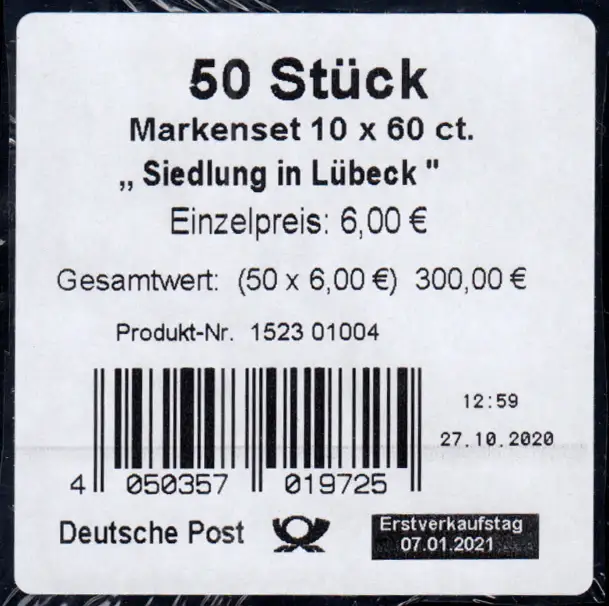 50 Stück
Markenset 10 x 60 ct.
„ Siedlung in Lübeck "
Einzelpreis: 6,00 €
Gesamtwert: (50 x 6,00 €) 300,00 €
Produkt-Nr. 1523 01004
12:59
27.10.2020
4 050357 019725
Deutsche Post
Erstverkaufstag
07.01.2021